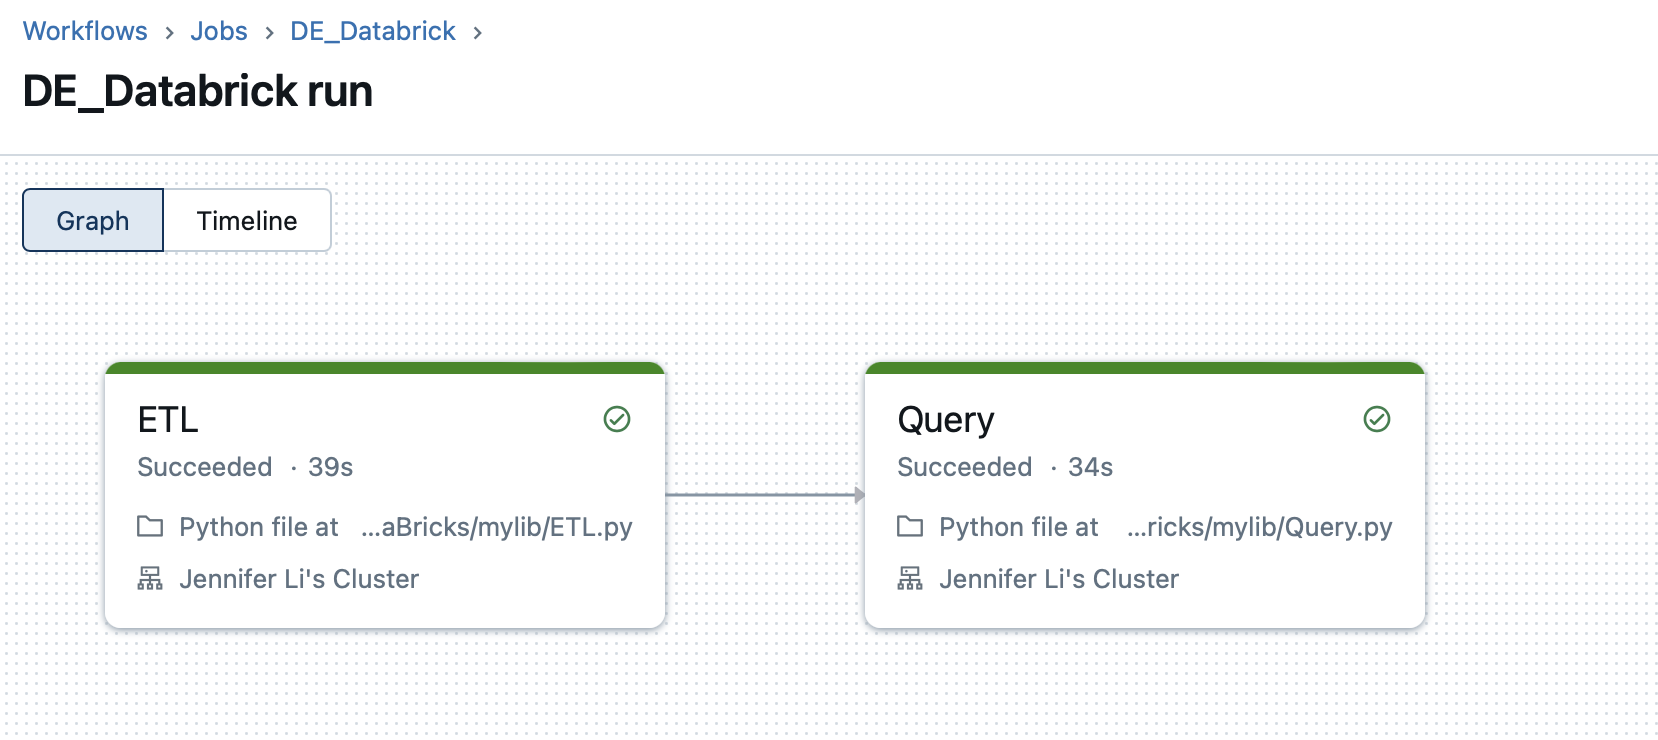 Workflows > Jobs > DE_Databrick >
DE_Databrick run
Graph Timeline
ETL
Succeeded · 39s
Python file at ...aBricks/mylib/ETL.py
Jennifer Li's Cluster
Query
Succeeded · 34s
Python file at ...ricks/mylib/Query.py
Jennifer Li's Cluster